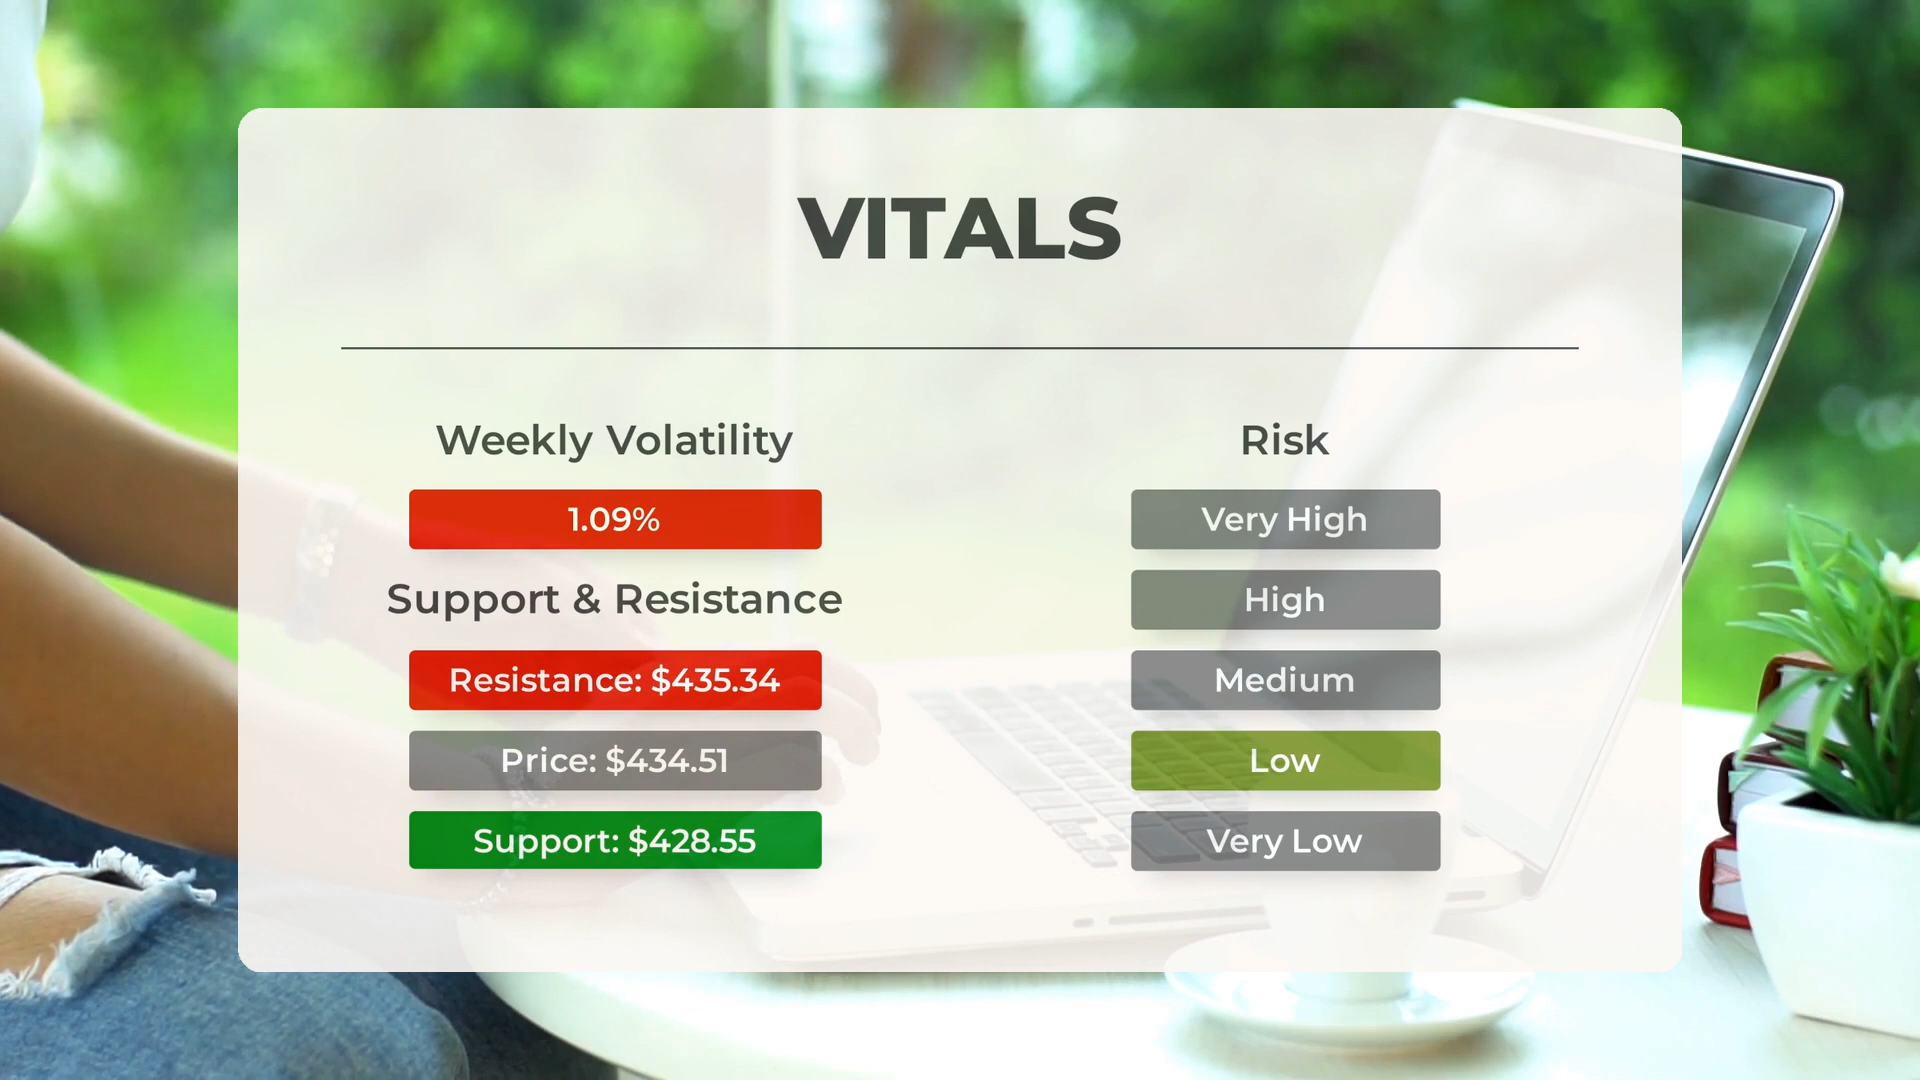 VITALS
Weekly Volatility
1.09%
Support & Resistance
Resistance: $435.34
Price: $434.51
Support: $428.55
Risk
Very High
High
Medium
Low
Very Low